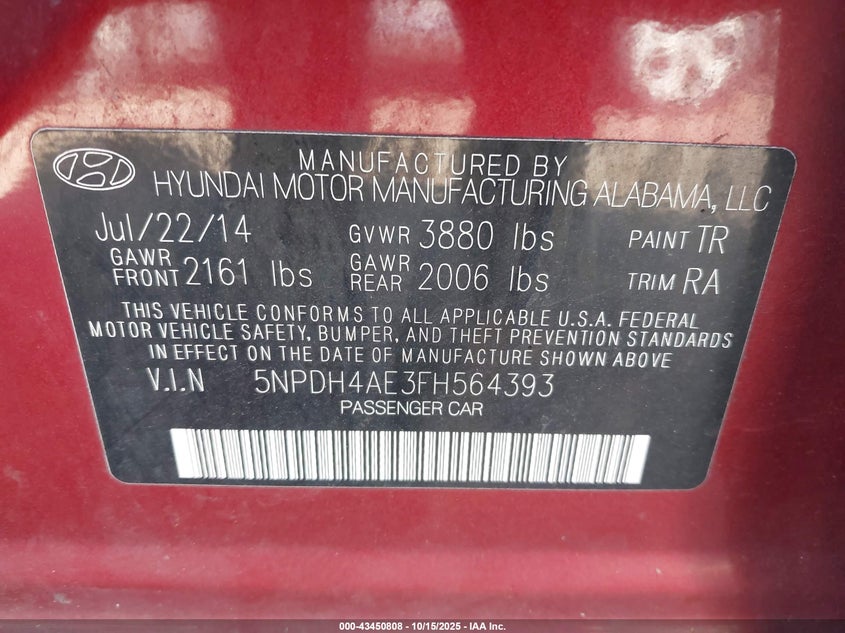 MANUFACTURED BY
HYUNDAI MOTOR MANUFACTURING ALABAMA, LLC
Jul/22/14 GVWR 3880 lbs PAINT TR
GAWR FRONT 2161 lbs GAWR REAR 2006 lbs TRIM RA
THIS VEHICLE CONFORMS TO ALL APPLICABLE U.S.A. FEDERAL
MOTOR VEHICLE SAFETY, BUMPER, AND THEFT PREVENTION STANDARDS
IN EFFECT ON THE DATE OF MANUFACTURE SHOWN ABOVE.
V.I.N 5NPDH4AE3FH564393
PASSENGER CAR
000-43450808 - 10/15/2025 - IAA Inc.